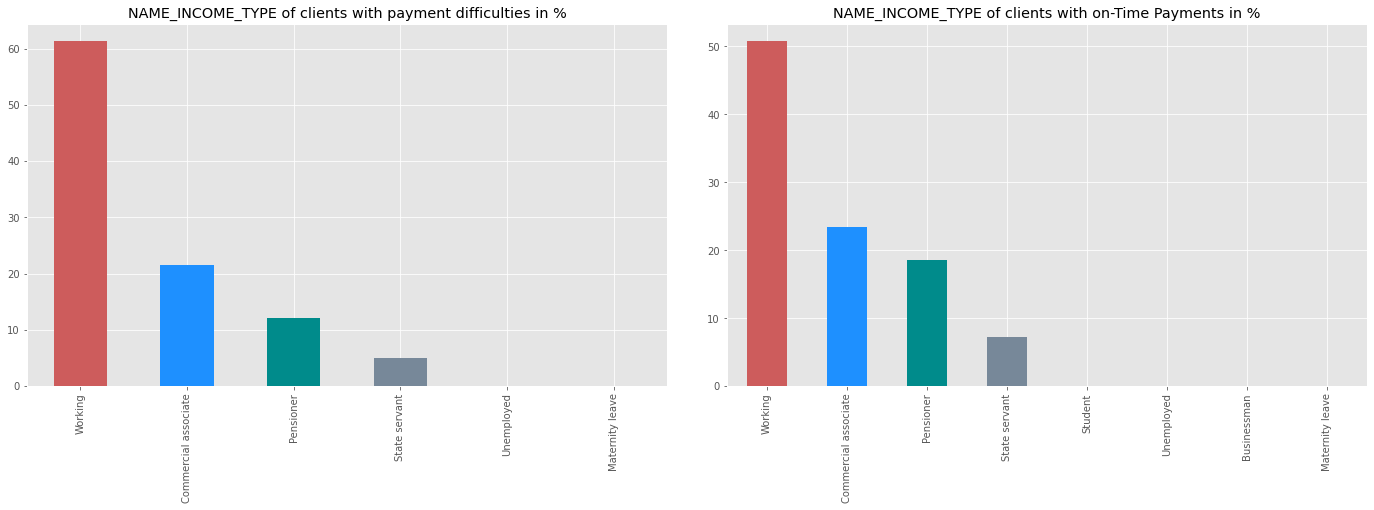 NAME_INCOME_TYPE of clients with payment difficulties in %
60
50
40
30
20
10
0
Working
Commercial associate
Pensioner
State servant
Unemployed
Maternity leave
NAME_INCOME_TYPE of clients with on-Time Payments in %
50
40
30
20
10
0
Working
Commercial associate
Pensioner
State servant
Student
Unemployed
Businessman
Maternity leave